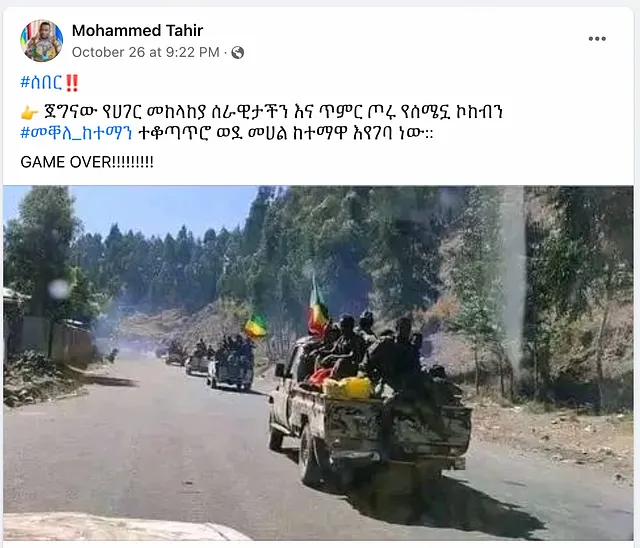 Mohammed Tahir
October 26 at 9:22 PM ·
#ሰበር‼️
👉 ጀግናው የሀገር መከላከያ ሰራዊታችን እና ጥምር ጦሩ የሰሜኗ ኮከብን
#መቐለ_ከተማን ተቆጣጥሮ ወደ መሀል ከተማዋ እየገባ ነው።
GAME OVER!!!!!!!!!